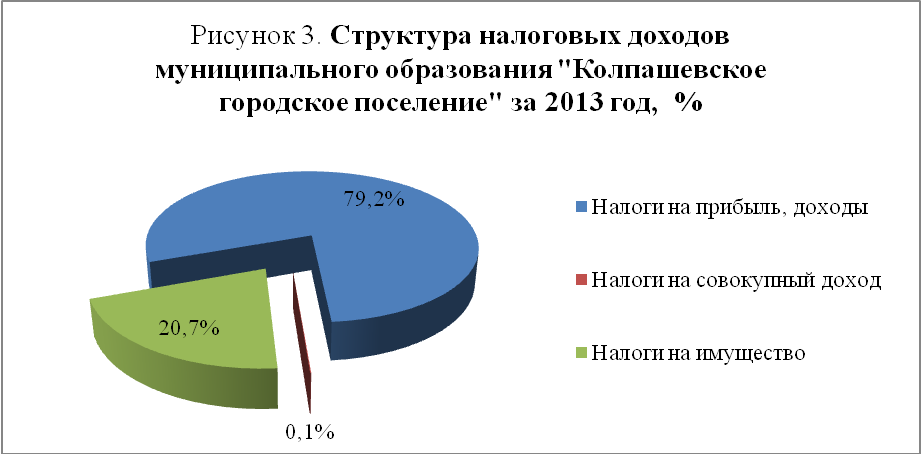 Рисунок 3. Структура налоговых доходов
муниципального образования "Колпашевское
городское поселение" за 2013 год, %
79,2%
Налоги на прибыль, доходы
Налоги на совокупный доход
20,7%
Налоги на имущество
0,1%